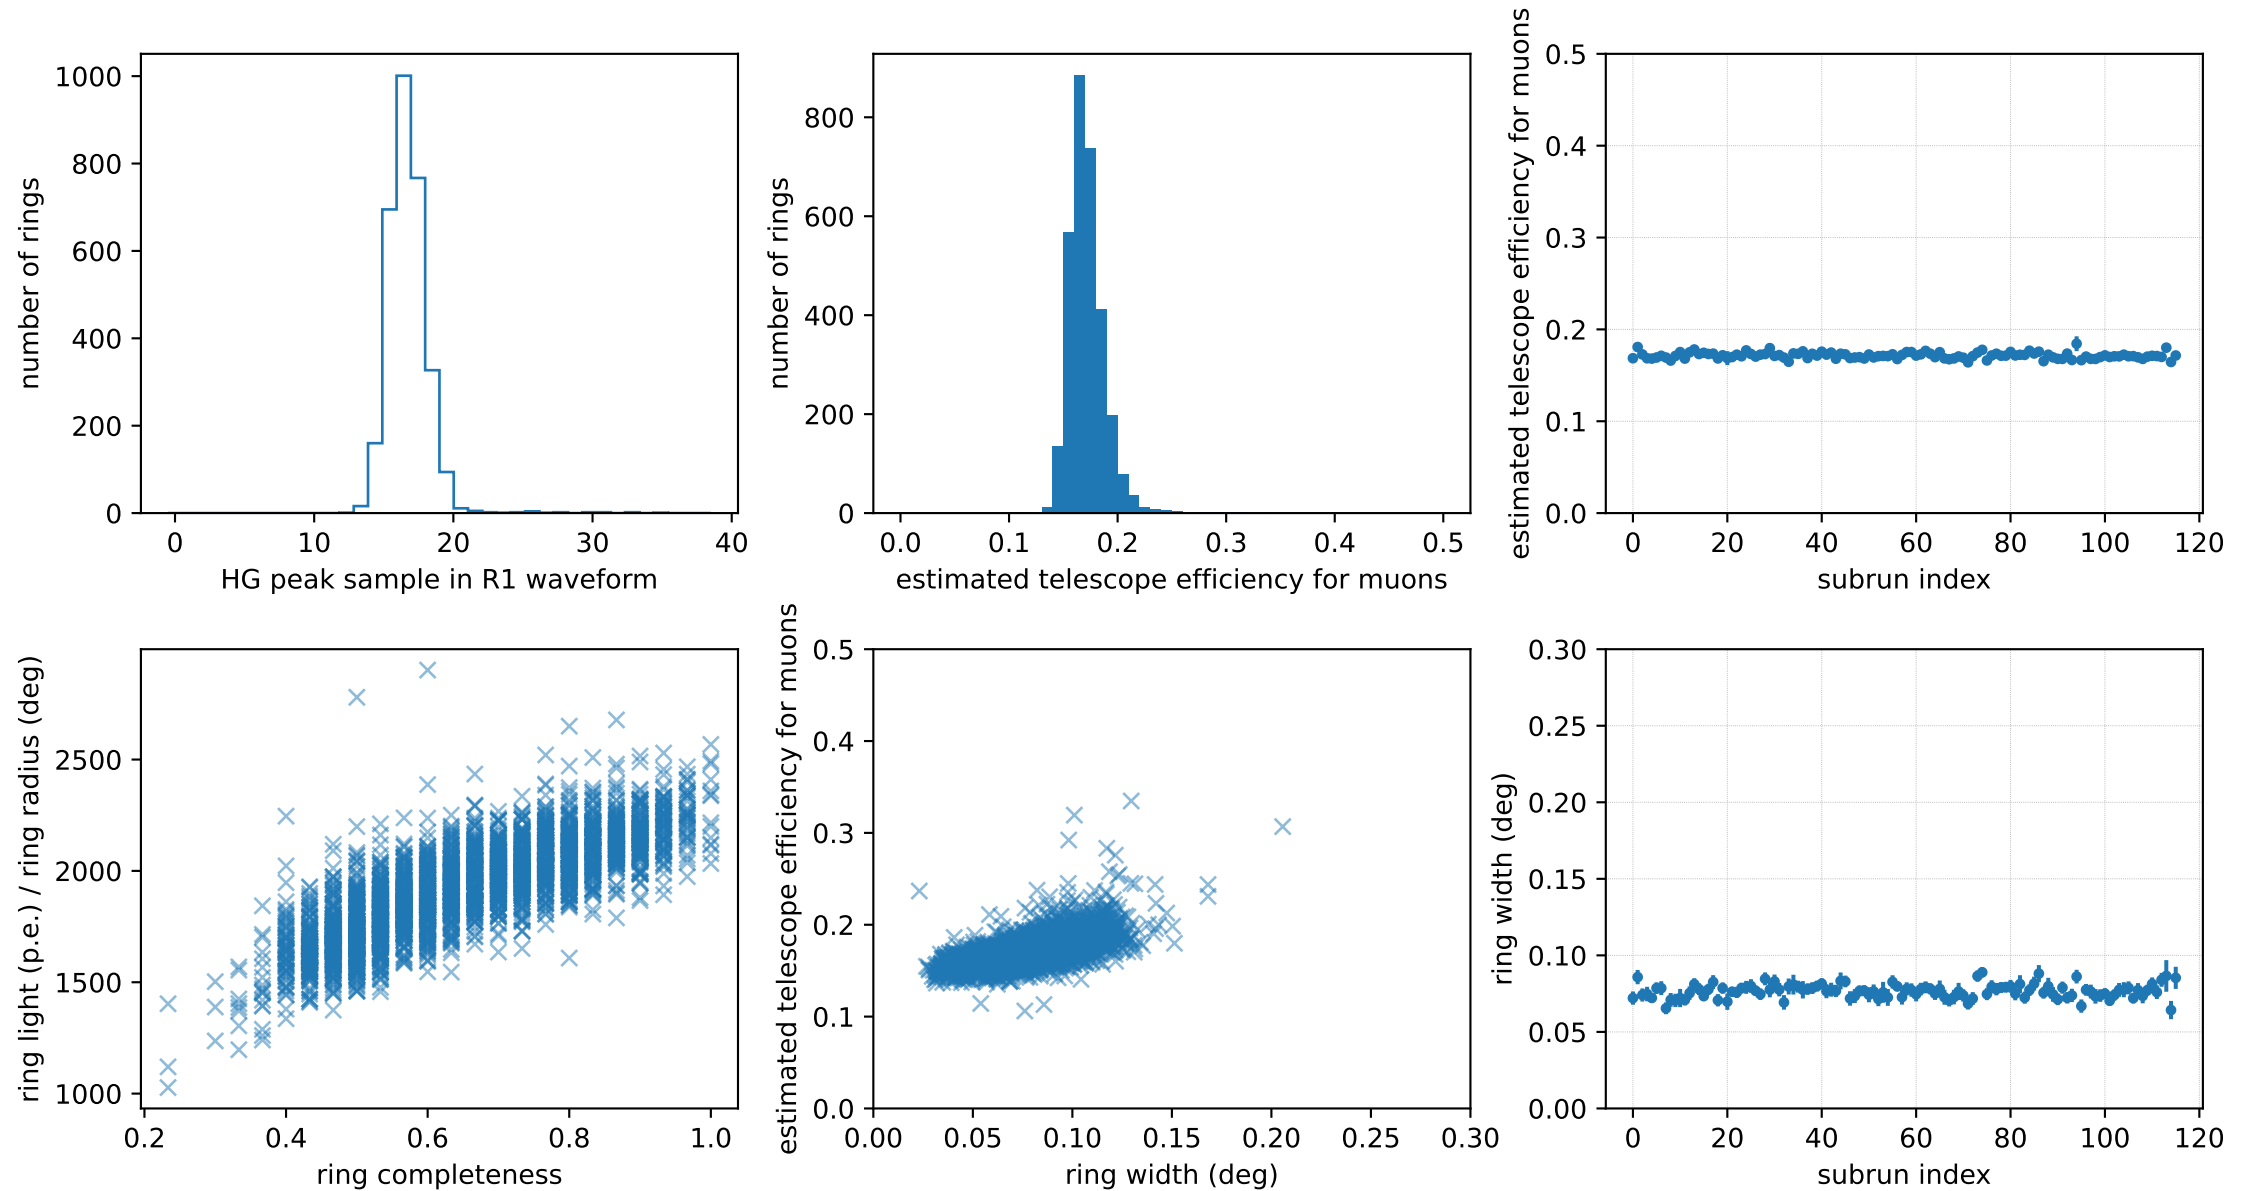 1000
800
600
400
200
0
number of rings
0 10 20 30 40
HG peak sample in R1 waveform
800
600
400
200
0
number of rings
0.0 0.1 0.2 0.3 0.4 0.5
estimated telescope efficiency for muons
0.5
0.4
0.3
0.2
0.1
0.0
estimated telescope efficiency for muons
0 20 40 60 80 100 120
subrun index
2500
2000
1500
1000
ring light (p.e.) / ring radius (deg)
0.2 0.4 0.6 0.8 1.0
ring completeness
0.5
0.4
0.3
0.2
0.1
0.0
estimated telescope efficiency for muons
0.00 0.05 0.10 0.15 0.20 0.25 0.30
ring width (deg)
0.30
0.25
0.20
0.15
0.10
0.05
0.00
ring width (deg)
0 20 40 60 80 100 120
subrun index